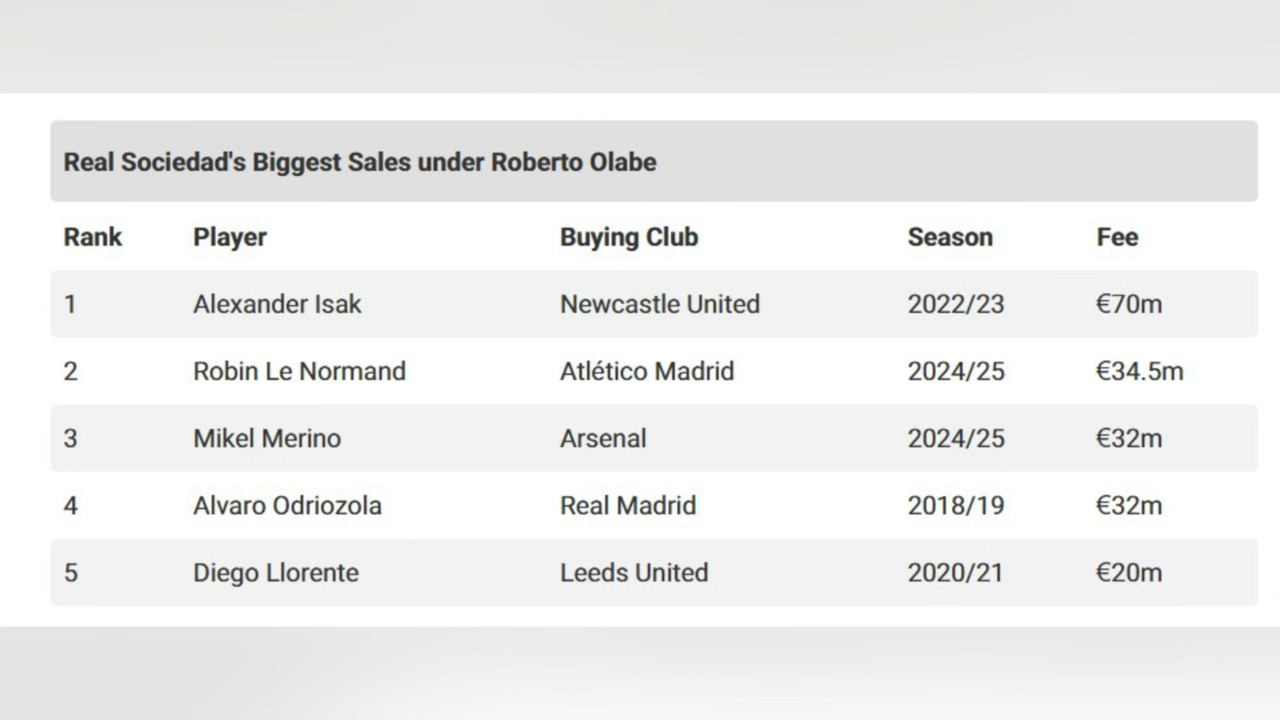 Real Sociedad's Biggest Sales under Roberto Olabe
Rank Player Buying Club Season Fee
1 Alexander Isak Newcastle United 2022/23 €70m
2 Robin Le Normand Atlético Madrid 2024/25 €34.5m
3 Mikel Merino Arsenal 2024/25 €32m
4 Alvaro Odriozola Real Madrid 2018/19 €32m
5 Diego Llorente Leeds United 2020/21 €20m